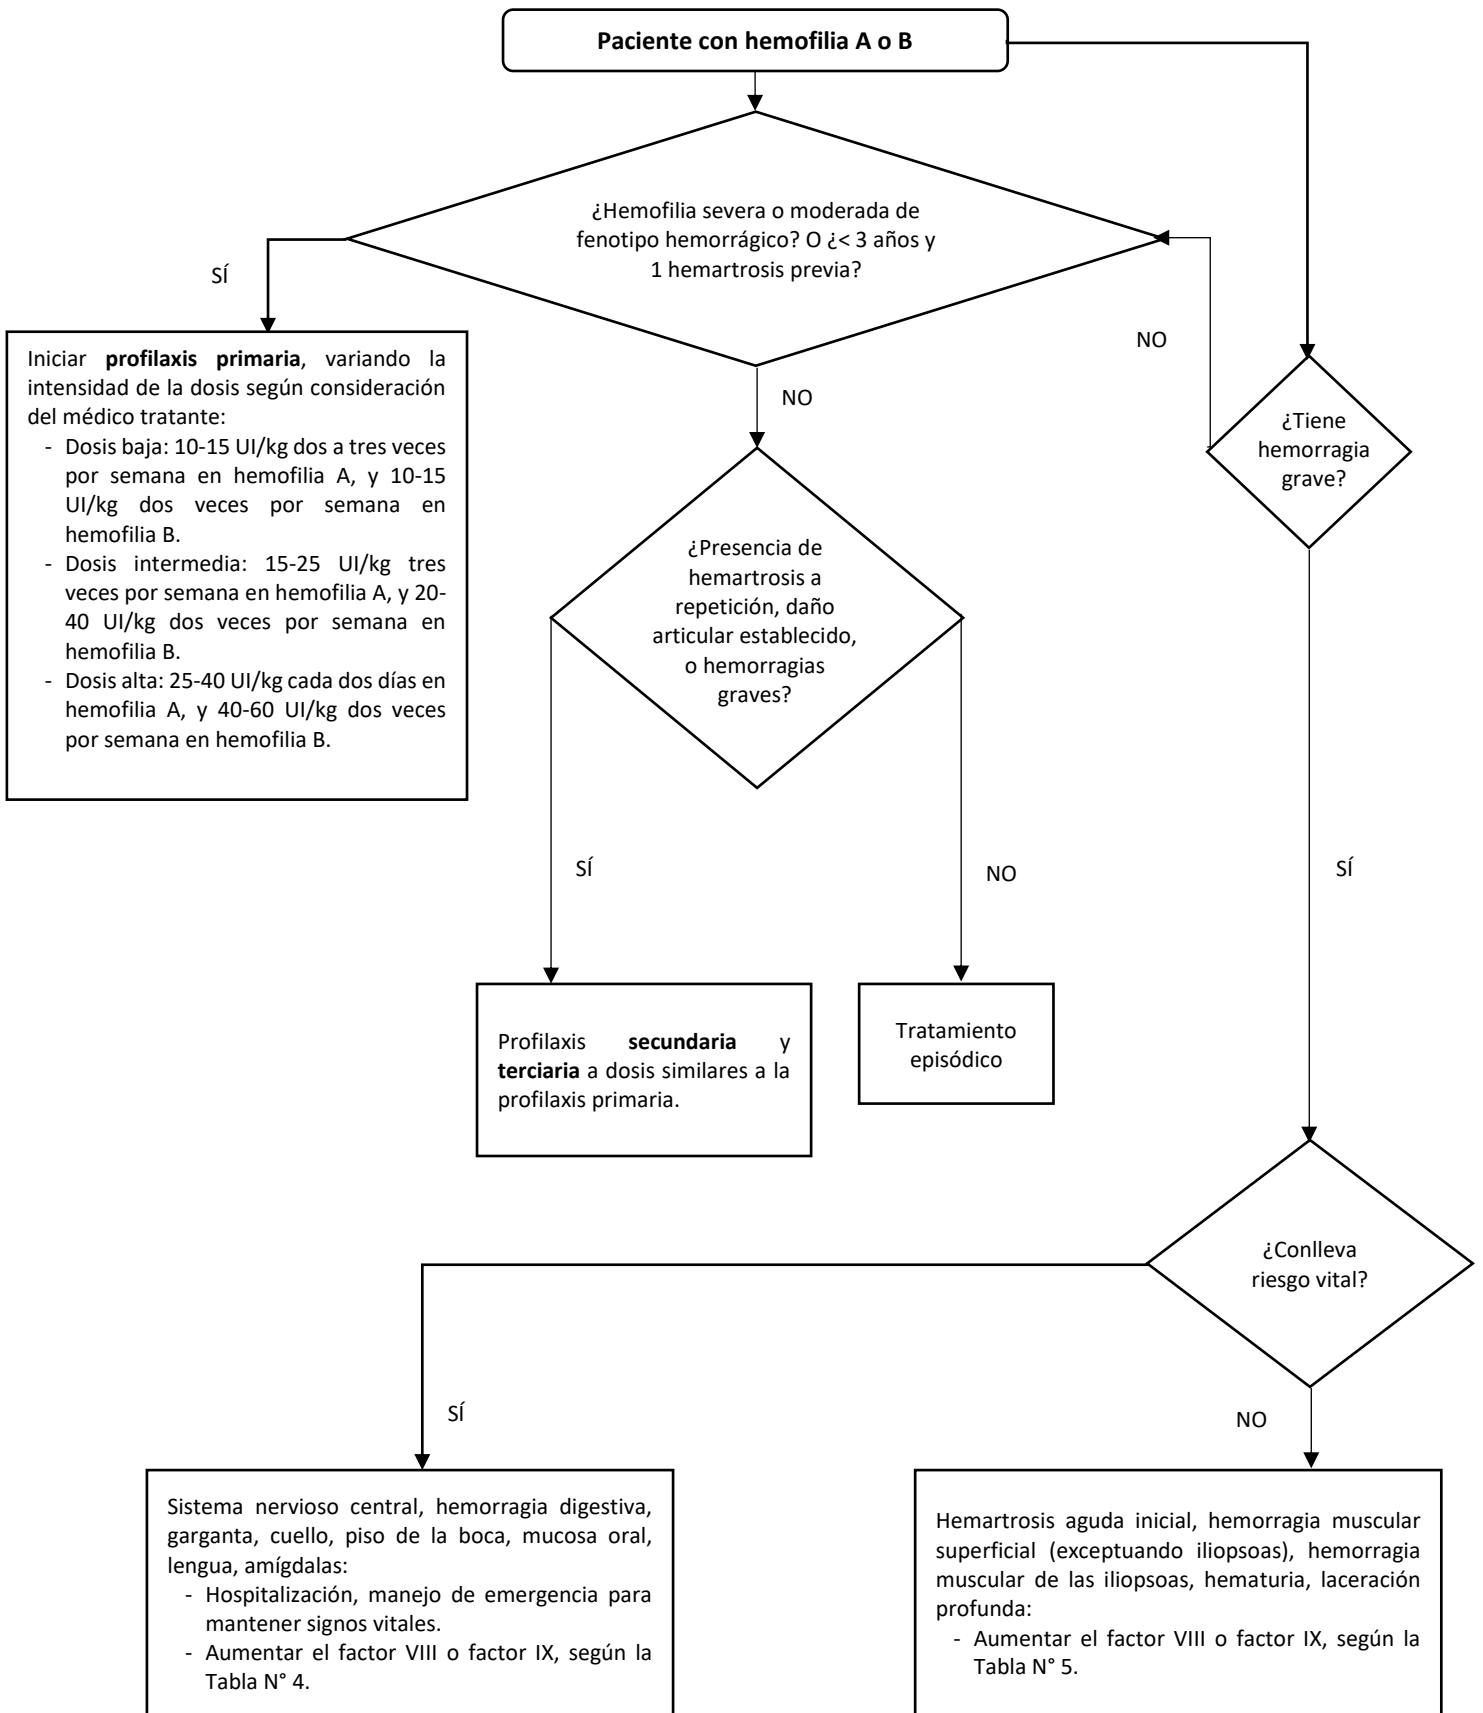 Paciente con hemofilia A o B
¿Hemofilia severa o moderada de
fenotipo hemorrágico? O ¿< 3 años y
1 hemartrosis previa?
SÍ
NO
NO
Iniciar profilaxis primaria, variando la
intensidad de la dosis según consideración
del médico tratante:
- Dosis baja: 10-15 UI/kg dos a tres veces
por semana en hemofilia A, y 10-15
UI/kg dos veces por semana en
hemofilia B.
- Dosis intermedia: 15-25 UI/kg tres
veces por semana en hemofilia A, y 20-
40 UI/kg dos veces por semana en
hemofilia B.
- Dosis alta: 25-40 UI/kg cada dos días en
hemofilia A, y 40-60 UI/kg dos veces
por semana en hemofilia B.
¿Tiene
hemorragia
grave?
¿Presencia de
hemartrosis a
repetición, daño
articular establecido,
o hemorragias
graves?
SÍ
NO
SÍ
Profilaxis secundaria y
terciaria a dosis similares a la
profilaxis primaria.
Tratamiento
episódico
¿Conlleva
riesgo vital?
SÍ
NO
Sistema nervioso central, hemorragia digestiva,
garganta, cuello, piso de la boca, mucosa oral,
lengua, amígdalas:
- Hospitalización, manejo de emergencia para
mantener signos vitales.
- Aumentar el factor VIII o factor IX, según la
Tabla N° 4.
Hemartrosis aguda inicial, hemorragia muscular
superficial (exceptuando iliopsoas), hemorragia
muscular de las iliopsoas, hematuria, laceración
profunda:
- Aumentar el factor VIII o factor IX, según la
Tabla N° 5.